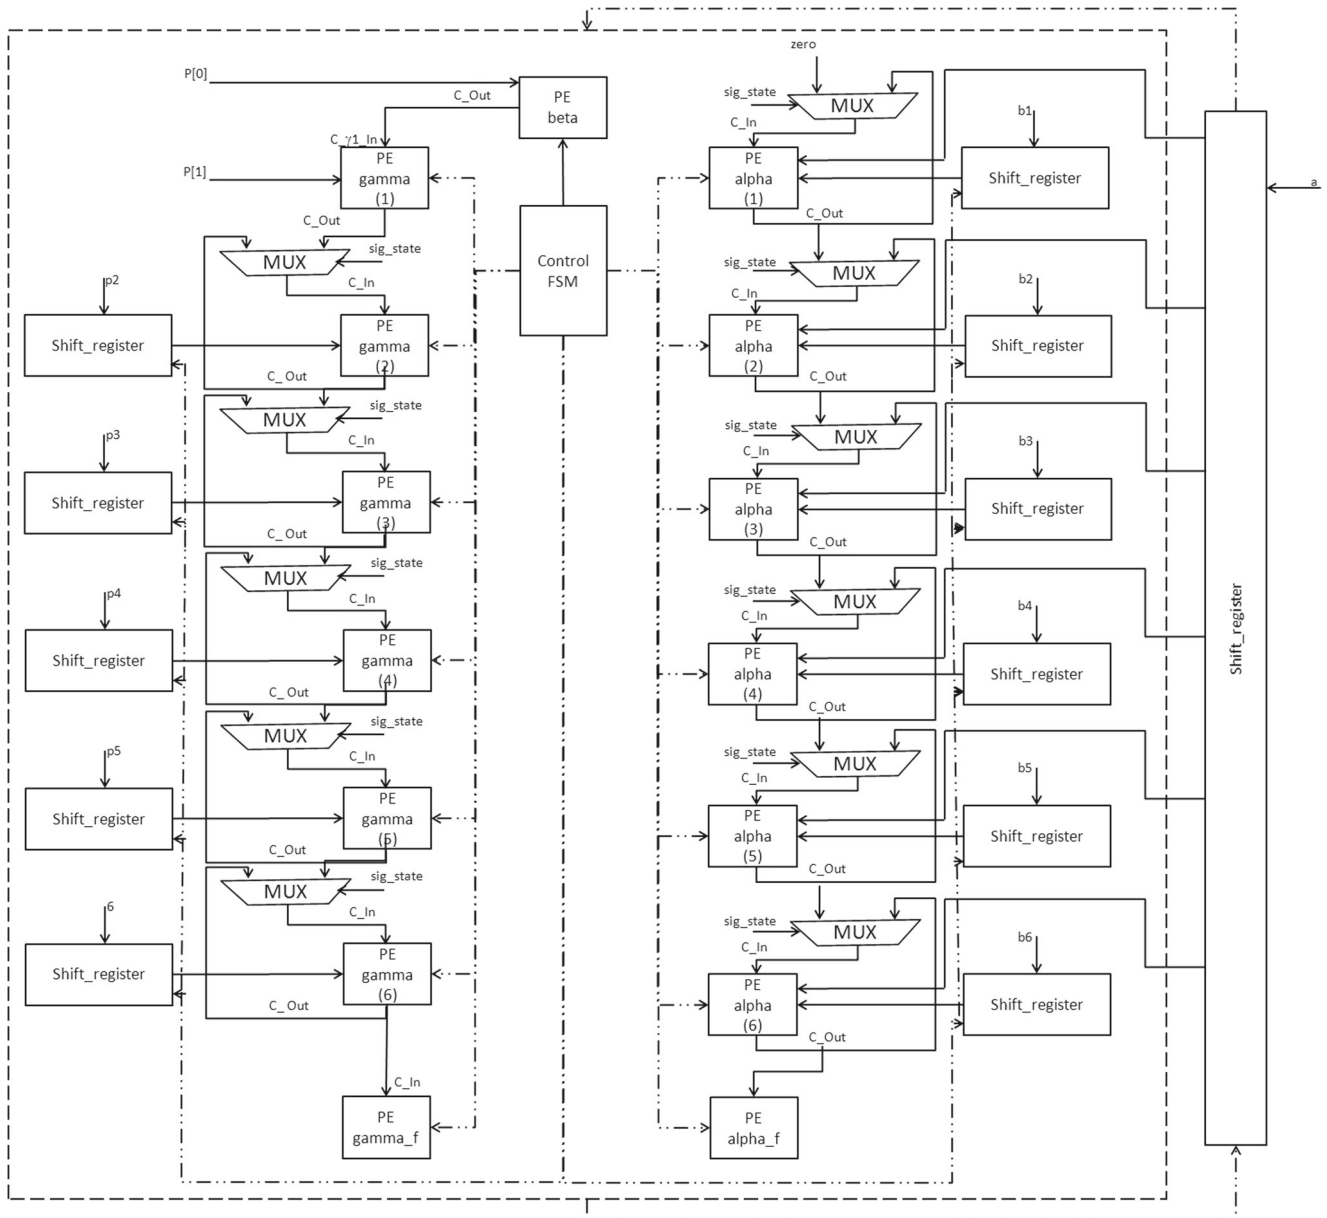 zero
P[0]
C_Out
PE
beta
sig_state
MUX
C_In
b1
C_γ1_In
P[1]
PE
gamma
(1)
PE
alpha
(1)
Shift_register
a
C_Out
C_Out
MUX
sig_state
Control
FSM
sig_state
MUX
C_In
p2
C_In
b2
Shift_register
PE
gamma
(2)
PE
alpha
(2)
Shift_register
C_Out
C_Out
MUX
sig_state
sig_state
MUX
p3
C_In
C_In
b3
Shift_register
PE
gamma
(3)
PE
alpha
(3)
Shift_register
C_Out
C_Out
MUX
sig_state
sig_state
MUX
p4
C_In
C_In
b4
Shift_register
Shift_register
PE
gamma
(4)
PE
alpha
(4)
Shift_register
C_Out
C_Out
MUX
sig_state
sig_state
MUX
p5
C_In
C_In
b5
Shift_register
PE
gamma
(5)
PE
alpha
(5)
Shift_register
C_Out
C_Out
MUX
sig_state
sig_state
MUX
6
C_In
C_In
b6
Shift_register
PE
gamma
(6)
PE
alpha
(6)
Shift_register
C_Out
C_Out
C_In
PE
gamma_f
PE
alpha_f